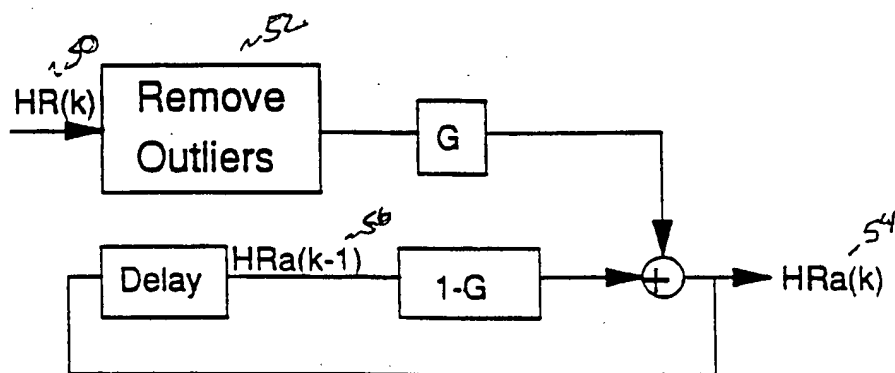 ~50
~52
HR(k)
Remove
Outliers
G
~56
54
Delay
HRa(k-1)
1-G
+
HRa(k)